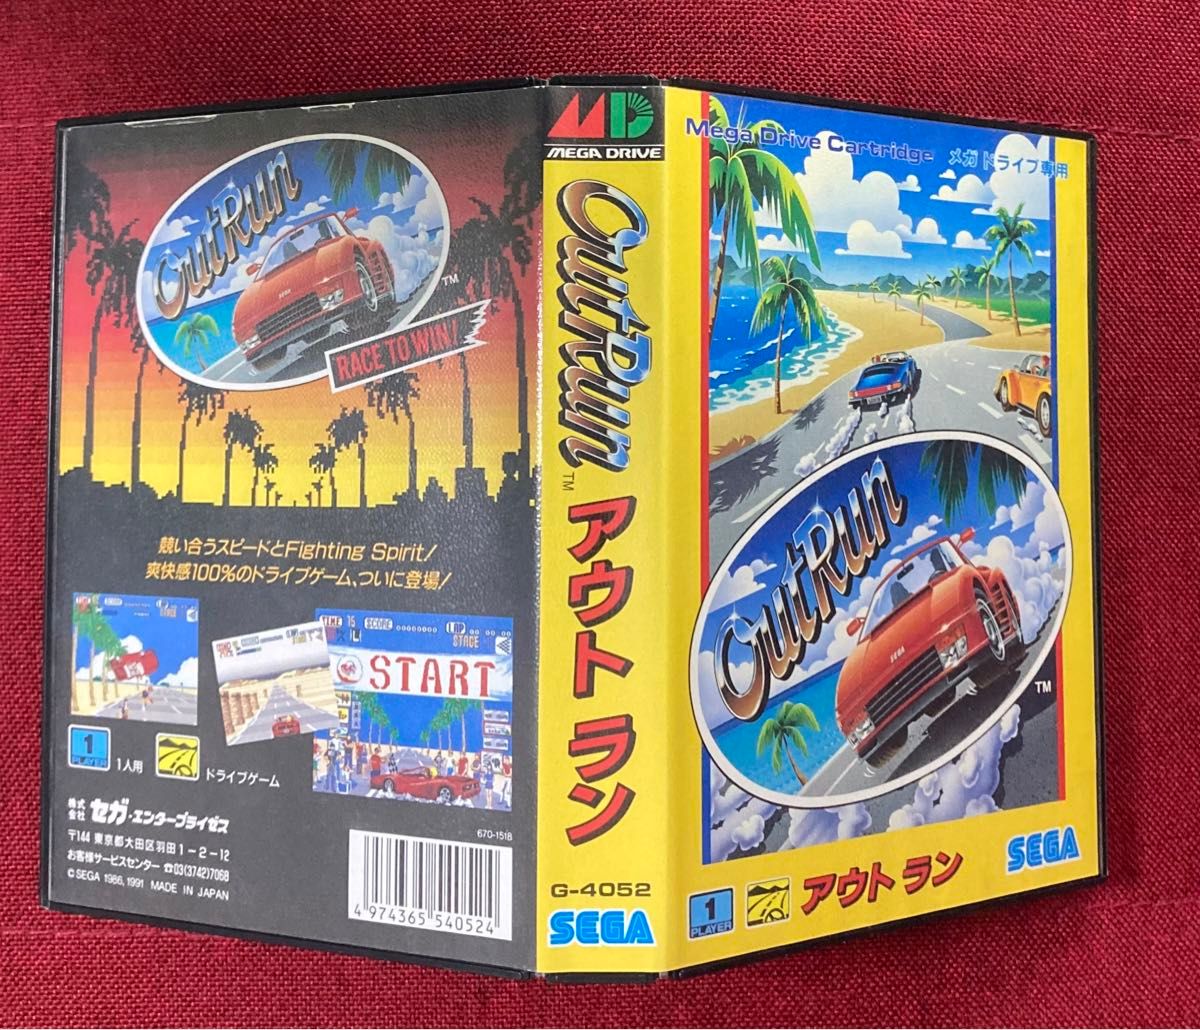 OutRun
TM
SEGA
RACE TO WIN!
競い合うスピードとFighting Spirit!
爽快感100%のドライブゲーム、ついに登場!
TIME 15 SCORE LAP
STAGE
START
1
PLAYER
1人用
ドライブゲーム
株式会社 セガ・エンタープライゼス
〒144 東京都大田区羽田1-2-12
お客様サービスセンター ☎03(3742)7068
© SEGA 1986, 1991 MADE IN JAPAN
670-1518
4 974365 540524
MD
MEGA DRIVE
OutRun
TM
アウト ラン
G-4052
SEGA
Mega Drive Cartridge メガドライブ専用
OutRun
SEGA
TM
1
PLAYER
アウト ラン
SEGA